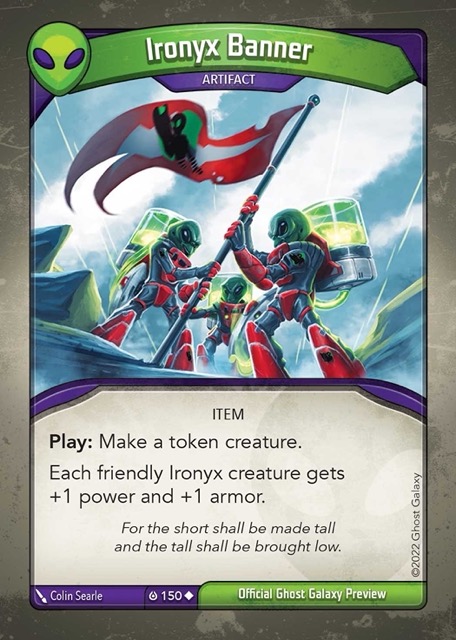 Ironyx Banner
ARTIFACT
ITEM
Play: Make a token creature.
Each friendly Ironyx creature gets
+1 power and +1 armor.
For the short shall be made tall
and the tall shall be brought low.
©2022 Ghost Galaxy
Colin Searle
150
Official Ghost Galaxy Preview